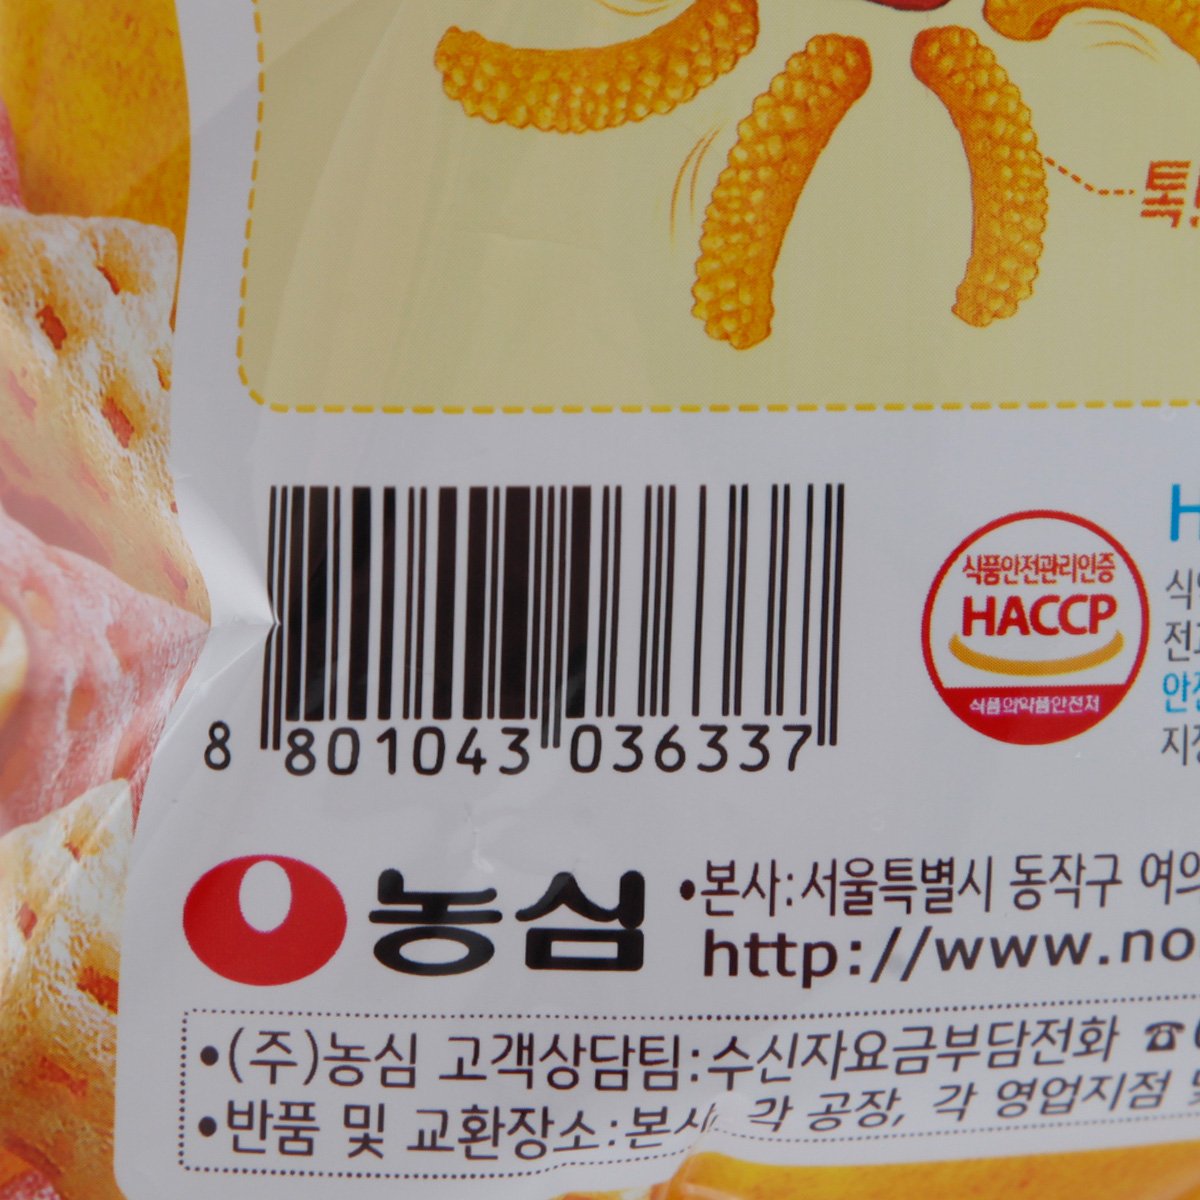 톡
H
식품안전관리인증
HACCP
식품의약품안전처
식
전
안전
지정
8 801043 036337
농심
•본사:서울특별시 동작구 여의
http://www.no
•(주)농심 고객상담팀:수신자요금부담전화 ☎
•반품 및 교환장소:본사, 각 공장, 각 영업지점 및